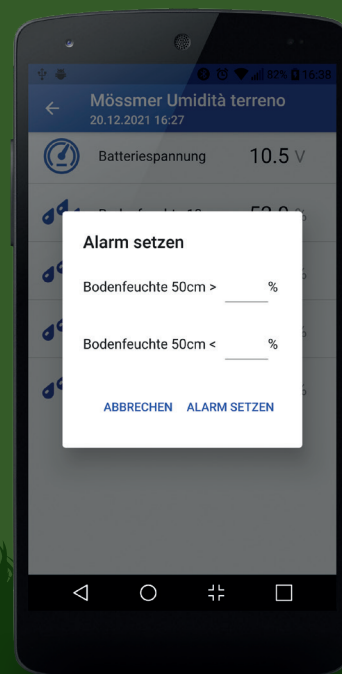 82% 16:38
Mössmer Umidità terreno
20.12.2021 16:27
Batteriespannung 10.5 V
Alarm setzen
Bodenfeuchte 50cm > %
Bodenfeuchte 50cm < %
ABBRECHEN ALARM SETZEN